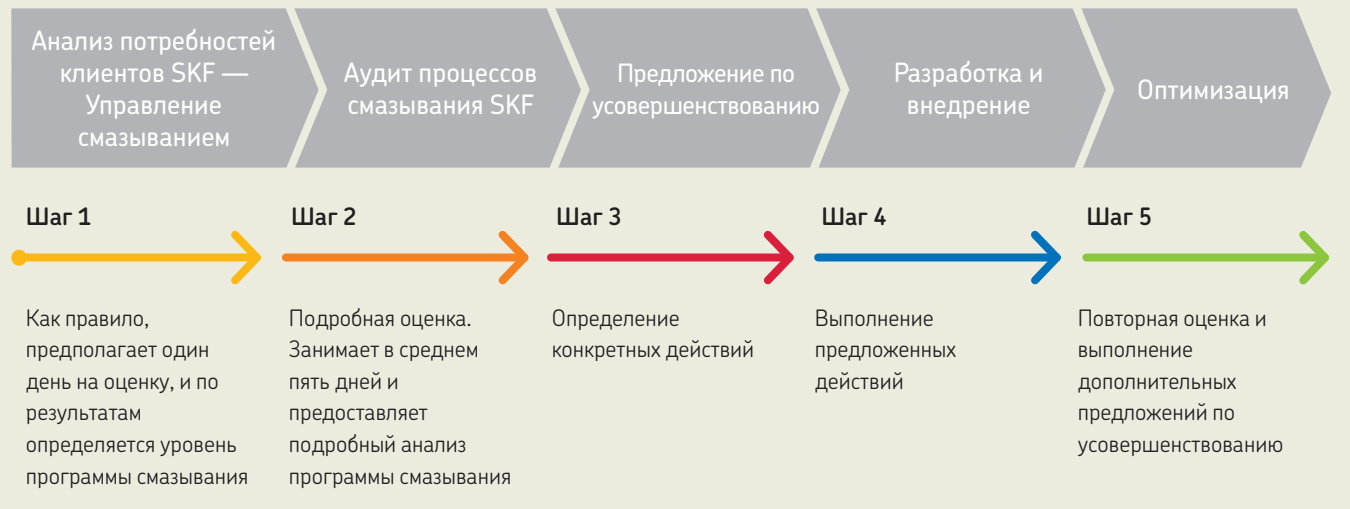 Анализ потребностей
клиентов SKF —
Управление
смазыванием
Аудит процессов
смазывания SKF
Предложение по
усовершенствованию
Разработка и
внедрение
Оптимизация
Шаг 1
Шаг 2
Шаг 3
Шаг 4
Шаг 5
Как правило,
предполагает один
день на оценку, и по
результатам
определяется уровень
программы смазывания
Подробная оценка.
Занимает в среднем
пять дней и
предоставляет
подробный анализ
программы смазывания
Определение
конкретных действий
Выполнение
предложенных
действий
Повторная оценка и
выполнение
дополнительных
предложений по
усовершенствованию